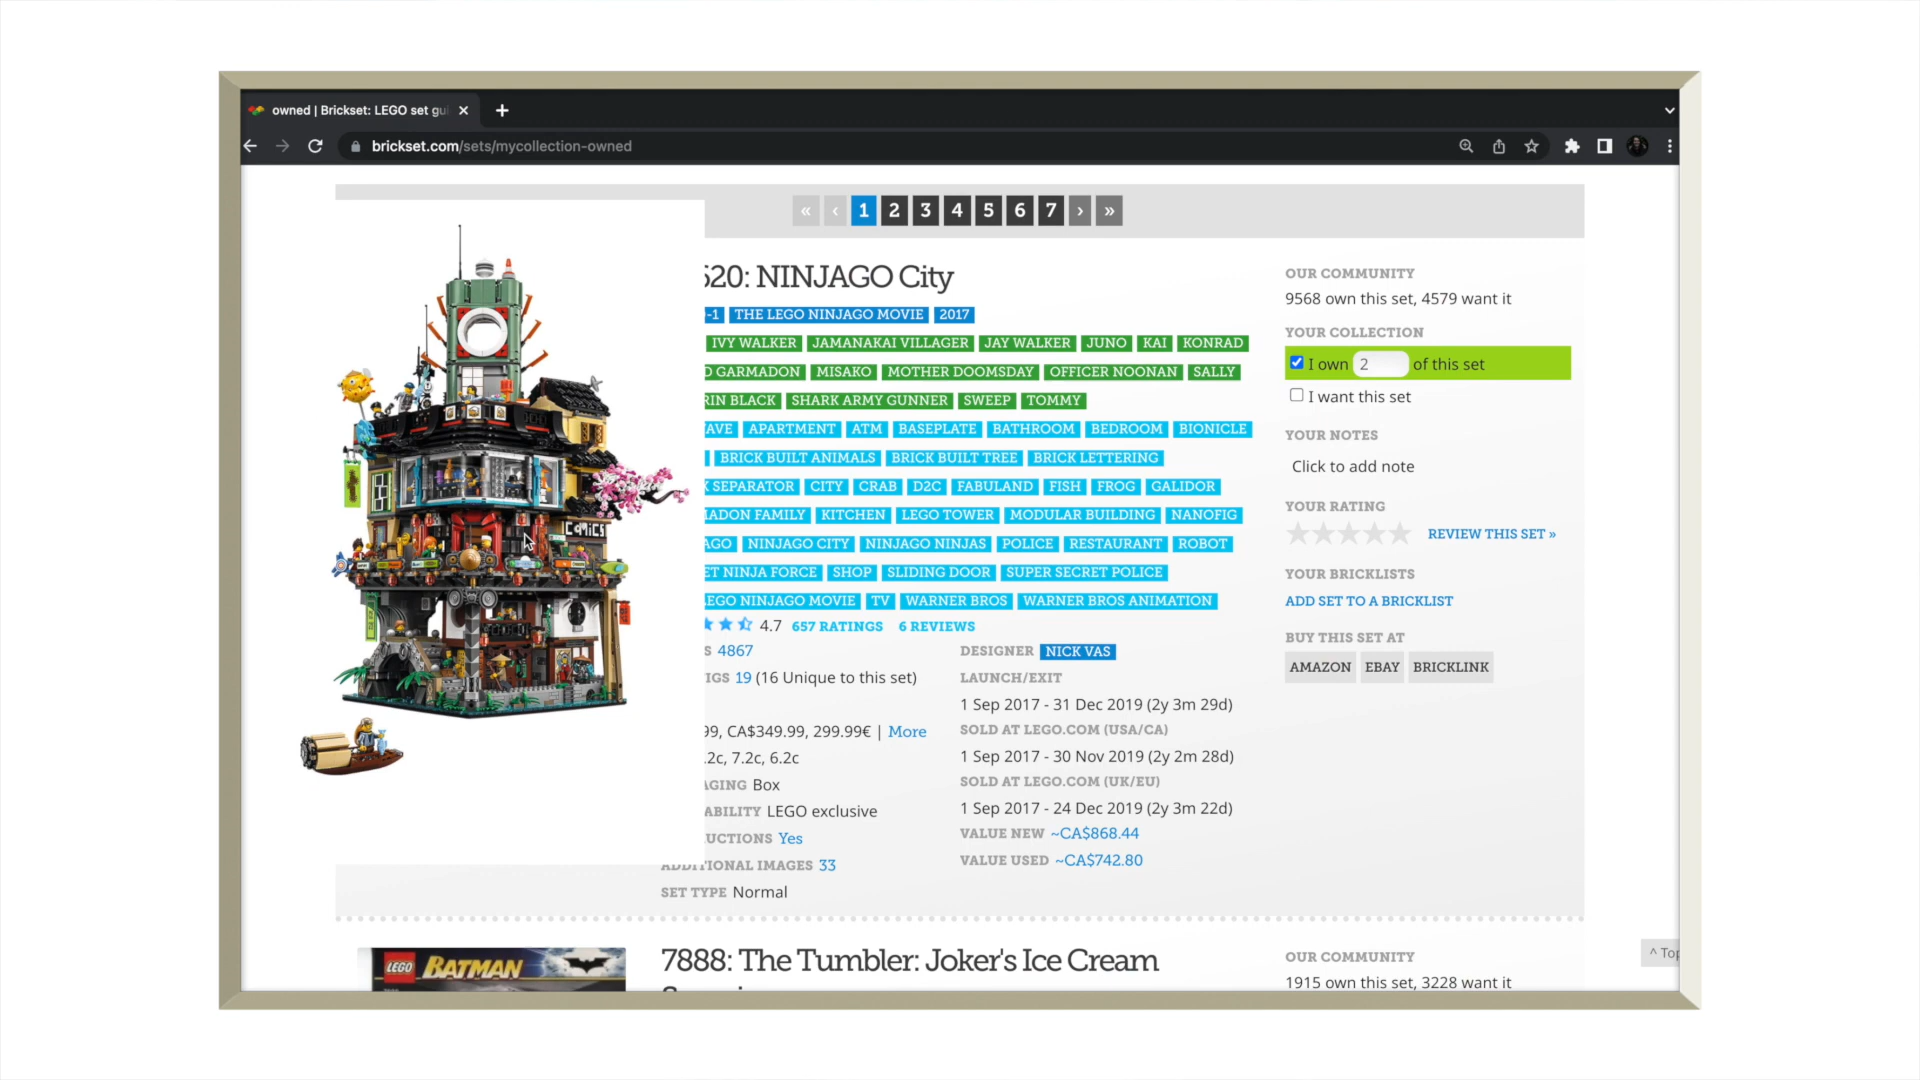 owned | Brickset: LEGO set gu
brickset.com/sets/mycollection-owned
« ‹ 1 2 3 4 5 6 7 › »
520: NINJAGO City
-1 THE LEGO NINJAGO MOVIE 2017
IVY WALKER JAMANAKAI VILLAGER JAY WALKER JUNO KAI KONRAD
D GARMADON MISAKO MOTHER DOOMSDAY OFFICER NOONAN SALLY
RIN BLACK SHARK ARMY GUNNER SWEEP TOMMY
AVE APARTMENT ATM BASEPLATE BATHROOM BEDROOM BIONICLE
BRICK BUILT ANIMALS BRICK BUILT TREE BRICK LETTERING
K SEPARATOR CITY CRAB D2C FABULAND FISH FROG GALIDOR
MADON FAMILY KITCHEN LEGO TOWER MODULAR BUILDING NANOFIG
AGO NINJAGO CITY NINJAGO NINJAS POLICE RESTAURANT ROBOT
ET NINJA FORCE SHOP SLIDING DOOR SUPER SECRET POLICE
LEGO NINJAGO MOVIE TV WARNER BROS WARNER BROS ANIMATION
4.7 657 RATINGS 6 REVIEWS
S 4867
IGS 19 (16 Unique to this set)
99, CA$349.99, 299.99€ | More
.2c, 7.2c, 6.2c
AGING Box
ABILITY LEGO exclusive
UCTIONS Yes
ADDITIONAL IMAGES 33
SET TYPE Normal
DESIGNER NICK VAS
LAUNCH/EXIT
1 Sep 2017 - 31 Dec 2019 (2y 3m 29d)
SOLD AT LEGO.COM (USA/CA)
1 Sep 2017 - 30 Nov 2019 (2y 2m 28d)
SOLD AT LEGO.COM (UK/EU)
1 Sep 2017 - 24 Dec 2019 (2y 3m 22d)
VALUE NEW ~CA$868.44
VALUE USED ~CA$742.80
OUR COMMUNITY
9568 own this set, 4579 want it
YOUR COLLECTION
I own 2 of this set
I want this set
YOUR NOTES
Click to add note
YOUR RATING
REVIEW THIS SET »
YOUR BRICKLISTS
ADD SET TO A BRICKLIST
BUY THIS SET AT
AMAZON EBAY BRICKLINK
COMICS
LEGO BATMAN
7888: The Tumbler: Joker's Ice Cream
OUR COMMUNITY
1915 own this set, 3228 want it
^ Top